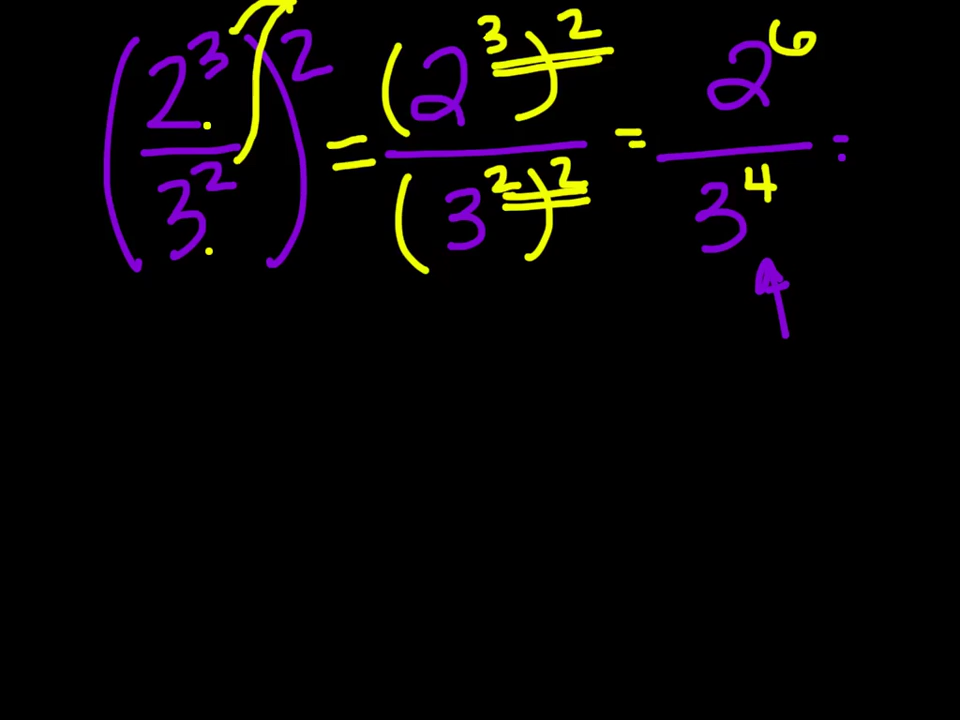 (2^3/3^2)^2 = (2^3)^2/(3^2)^2 = 2^6/3^4 =